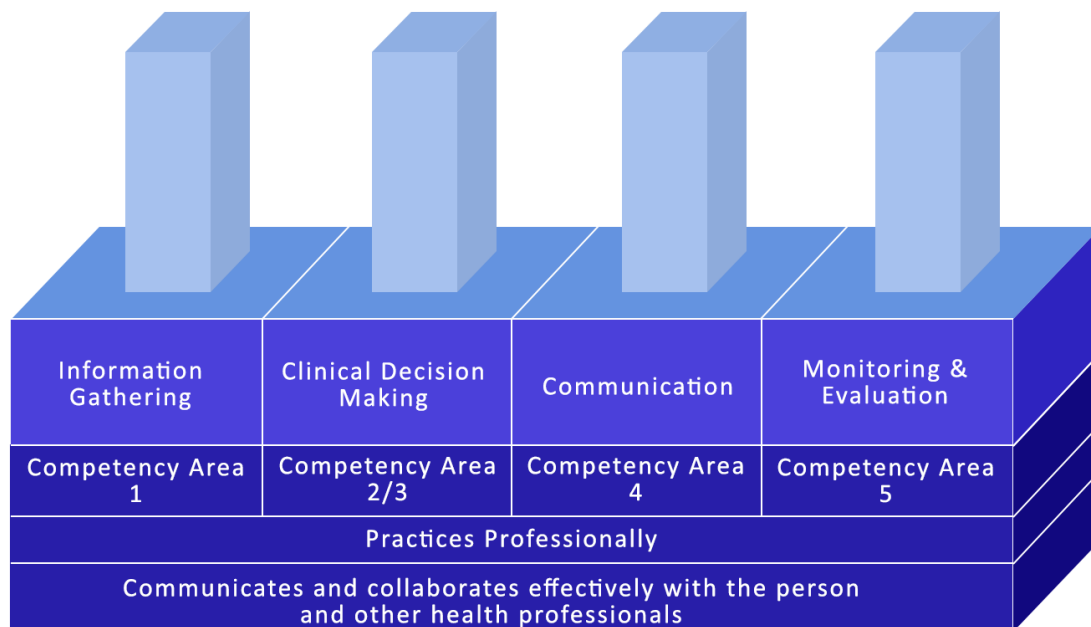 Information
Gathering
Clinical Decision
Making
Communication
Monitoring &
Evaluation
Competency Area
1
Competency Area
2/3
Competency Area
4
Competency Area
5
Practices Professionally
Communicates and collaborates effectively with the person
and other health professionals